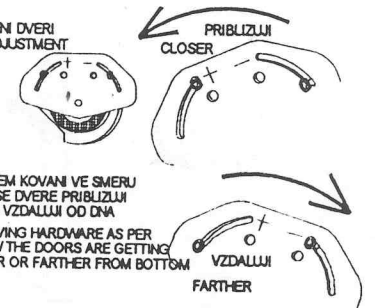 NI DVERI
JUSTMENT
PRIBLIZUJI
CLOSER
+ -
+ -
EM KOVANI VE SMERU
SE DVERE PRIBLIZUJI
VZDALUJI OD DNA
VING HARDWARE AS PER
THE DOORS ARE GETTING
R OR FARTHER FROM BOTTOM
- +
VZDALUJI
FARTHER